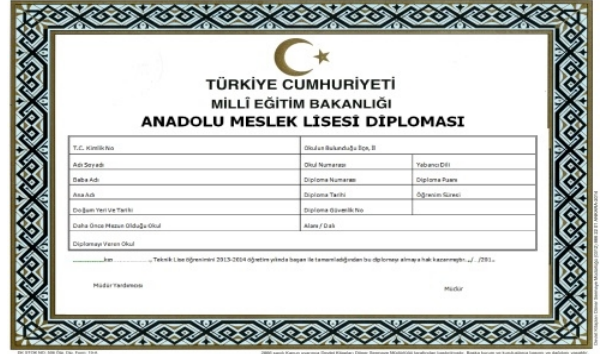 TÜRKİYE CUMHURİYETİ
MİLLÎ EĞİTİM BAKANLIĞI
ANADOLU MESLEK LİSESİ DİPLOMASI
T.C. Kimlik No
Okulun Bulunduğu İlçe, İl
Adı Soyadı
Okul Numarası
Yabancı Dili
Baba Adı
Diploma Numarası
Diploma Puanı
Ana Adı
Diploma Tarihi
Öğrenim Süresi
Doğum Yeri Ve Tarihi
Diploma Güvenlik No
Daha Önce Mezun Olduğu Okul
Alanı / Dalı
Diplomayı Veren Okul
Teknik Lise öğrenimini 2013-2014 öğretim yılında başarı ile tamamladığından bu diplomayı almaya hak kazanmıştır. ../../201..
Müdür Yardımcısı
Müdür